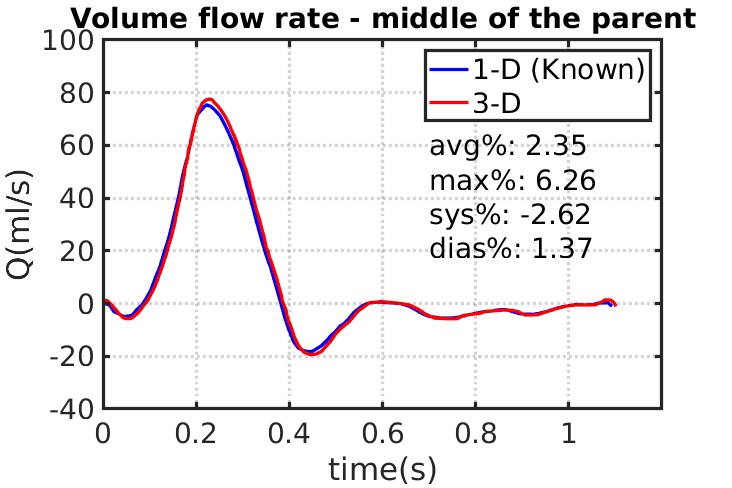 Volume flow rate - middle of the parent
1-D (Known)
3-D
avg%: 2.35
max%: 6.26
sys%: -2.62
dias%: 1.37
Q(ml/s)
100
80
60
40
20
0
-20
-40
0 0.2 0.4 0.6 0.8 1
time(s)